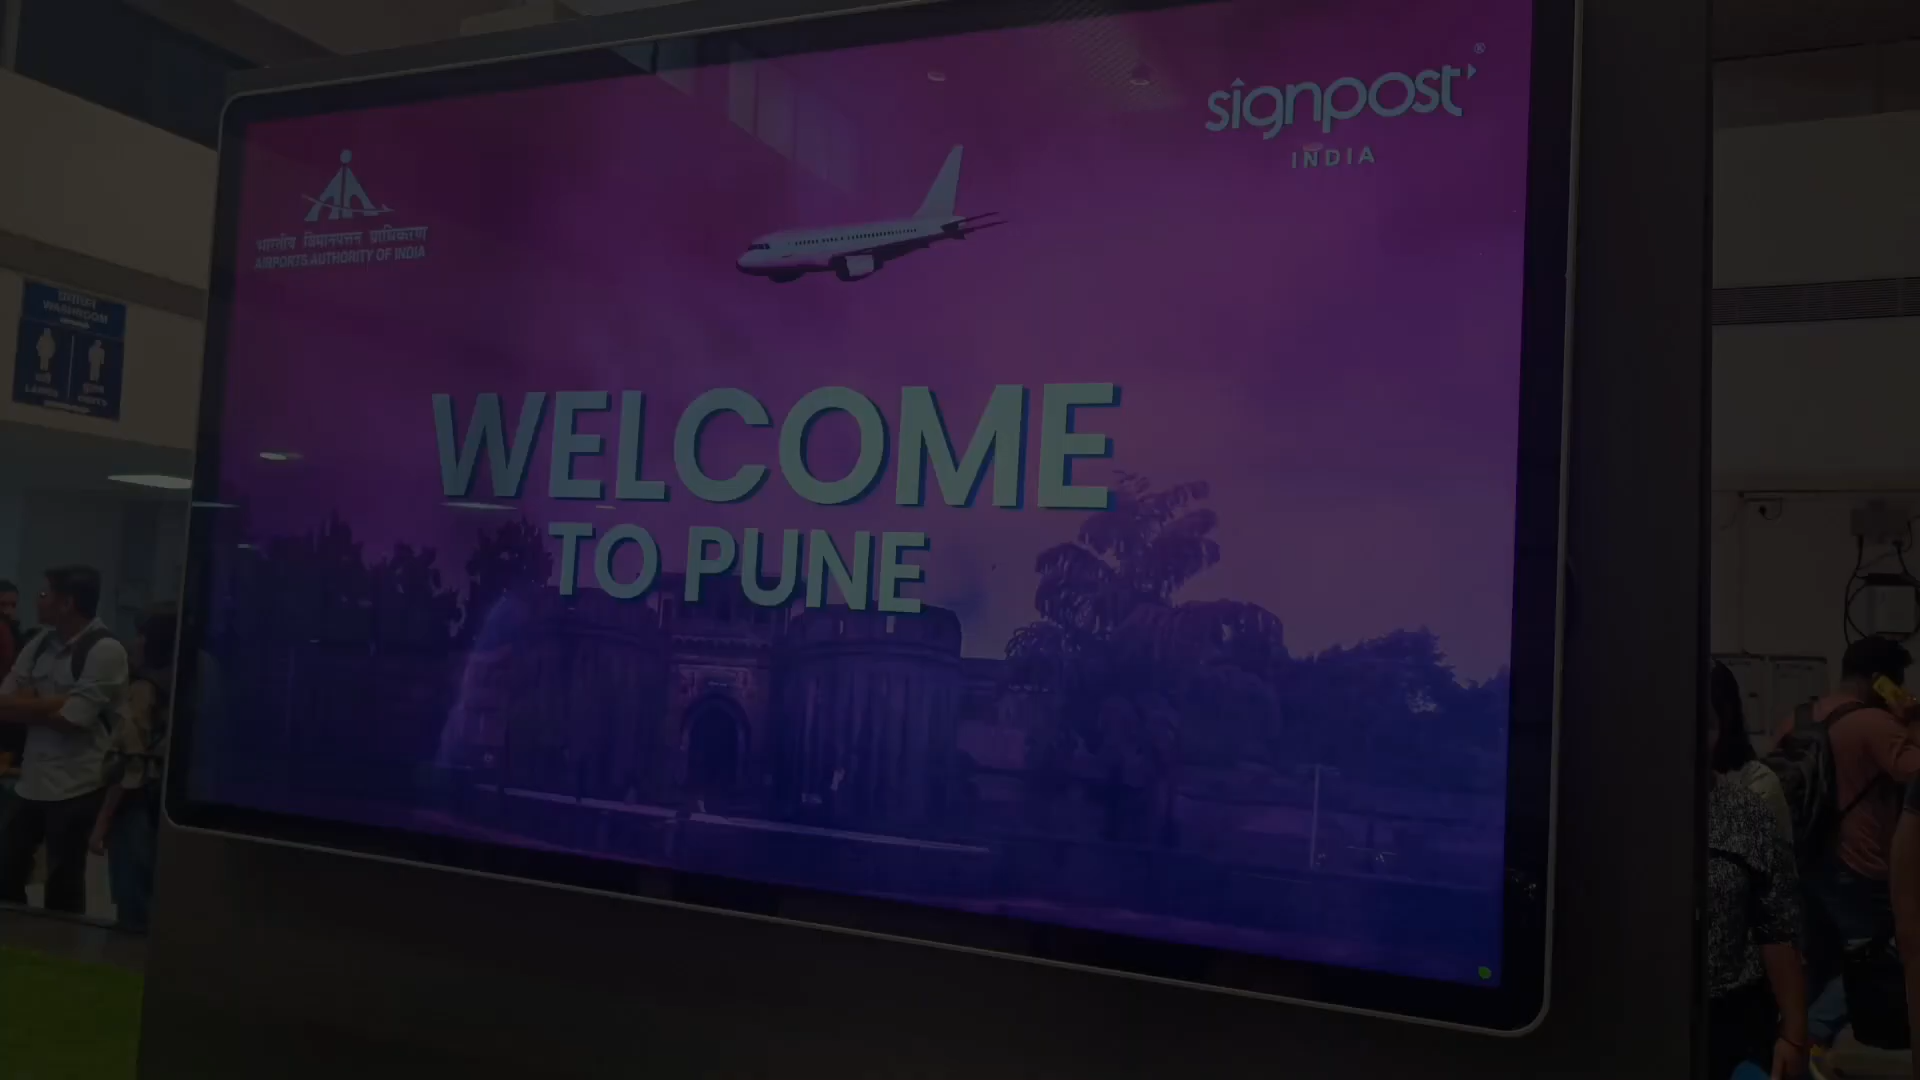 signpost®
INDIA
भारतीय विमानपत्तन प्राधिकरण
AIRPORTS AUTHORITY OF INDIA
WASHROOM
WELCOME
TO PUNE